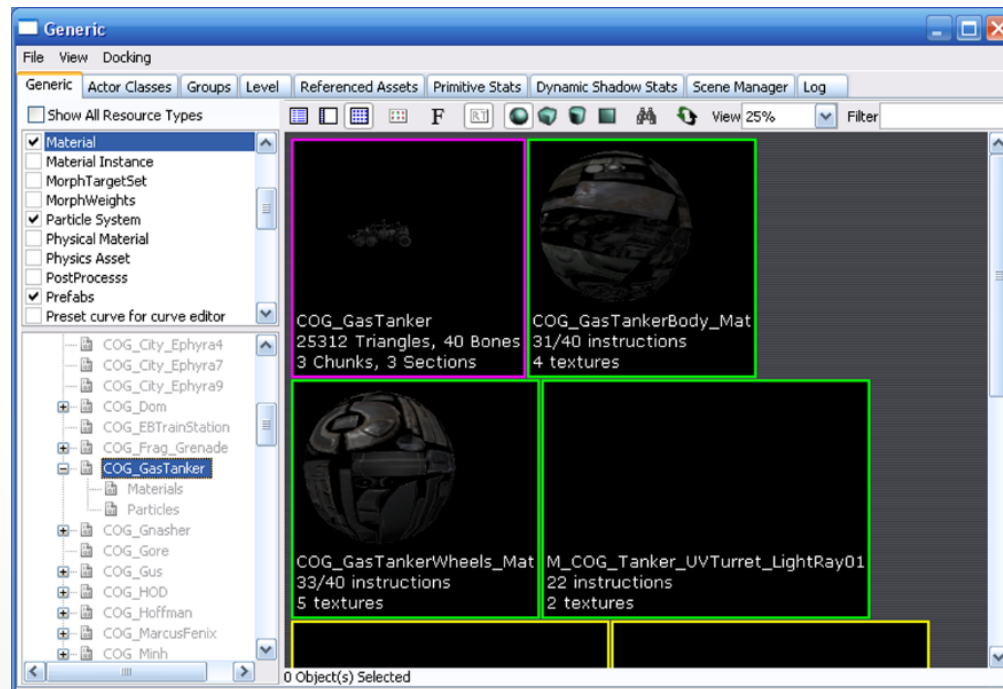 Generic
File View Docking
Generic Actor Classes Groups Level Referenced Assets Primitive Stats Dynamic Shadow Stats Scene Manager Log
Show All Resource Types
F RT View 25% Filter
Material
Material Instance
MorphTargetSet
MorphWeights
Particle System
Physical Material
Physics Asset
PostProcesss
Prefabs
Preset curve for curve editor
COG_City_Ephyra4
COG_City_Ephyra7
COG_City_Ephyra9
COG_Dom
COG_EBTrainStation
COG_Frag_Grenade
COG_GasTanker
Materials
Particles
COG_Gnasher
COG_Gore
COG_Gus
COG_HOD
COG_Hoffman
COG_MarcusFenix
COG_Minh
COG_GasTanker
25312 Triangles, 40 Bones
3 Chunks, 3 Sections
COG_GasTankerBody_Mat
31/40 instructions
4 textures
COG_GasTankerWheels_Mat
33/40 instructions
5 textures
M_COG_Tanker_UVTurret_LightRay01
22 instructions
2 textures
0 Object(s) Selected